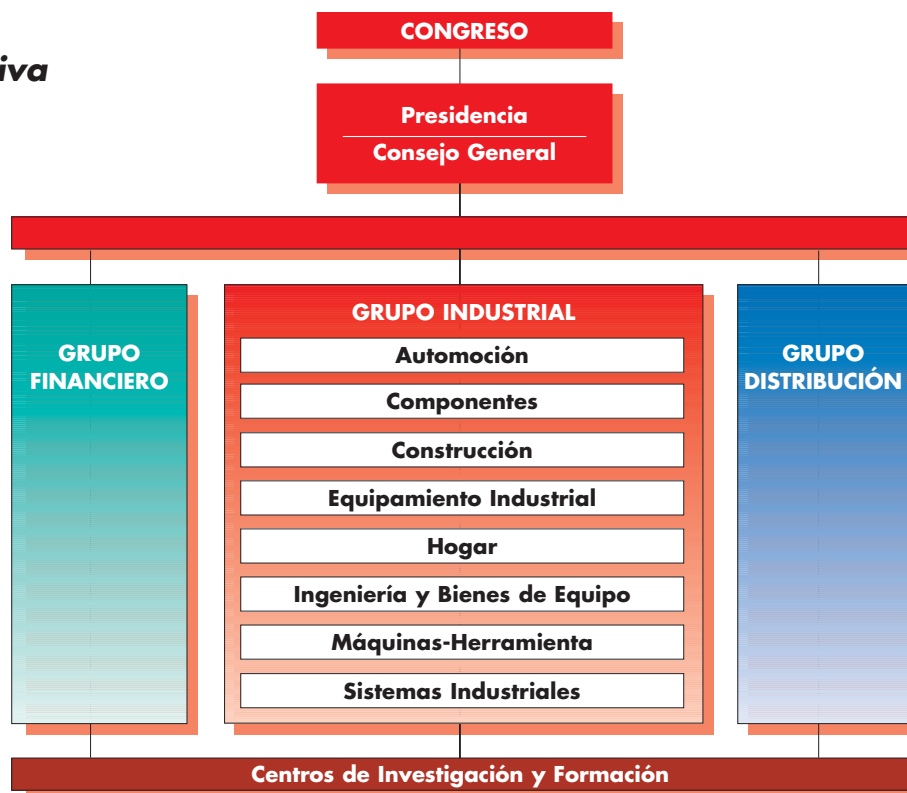 CONGRESO
iva
Presidencia
Consejo General
GRUPO
FINANCIERO
GRUPO INDUSTRIAL
Automoción
Componentes
Construcción
Equipamiento Industrial
Hogar
Ingeniería y Bienes de Equipo
Máquinas-Herramienta
Sistemas Industriales
GRUPO
DISTRIBUCIÓN
Centros de Investigación y Formación